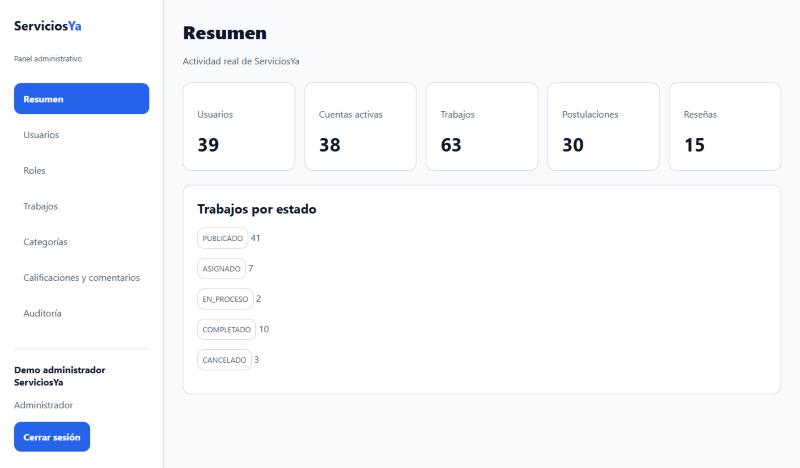 ServiciosYa
Panel administrativo
Resumen
Usuarios
Roles
Trabajos
Categorías
Calificaciones y comentarios
Auditoría
Demo administrador
ServiciosYa
Administrador
Cerrar sesión
Resumen
Actividad real de ServiciosYa
Usuarios
39
Cuentas activas
38
Trabajos
63
Postulaciones
30
Reseñas
15
Trabajos por estado
PUBLICADO 41
ASIGNADO 7
EN_PROCESO 2
COMPLETADO 10
CANCELADO 3